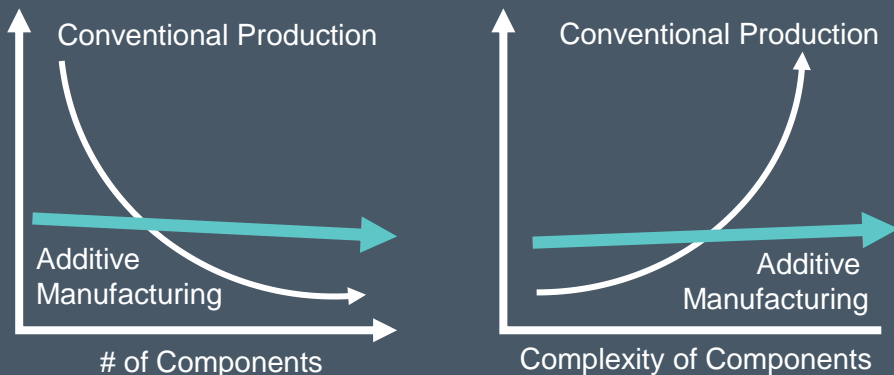 Conventional Production
Additive
Manufacturing
# of Components
Conventional Production
Additive
Manufacturing
Complexity of Components